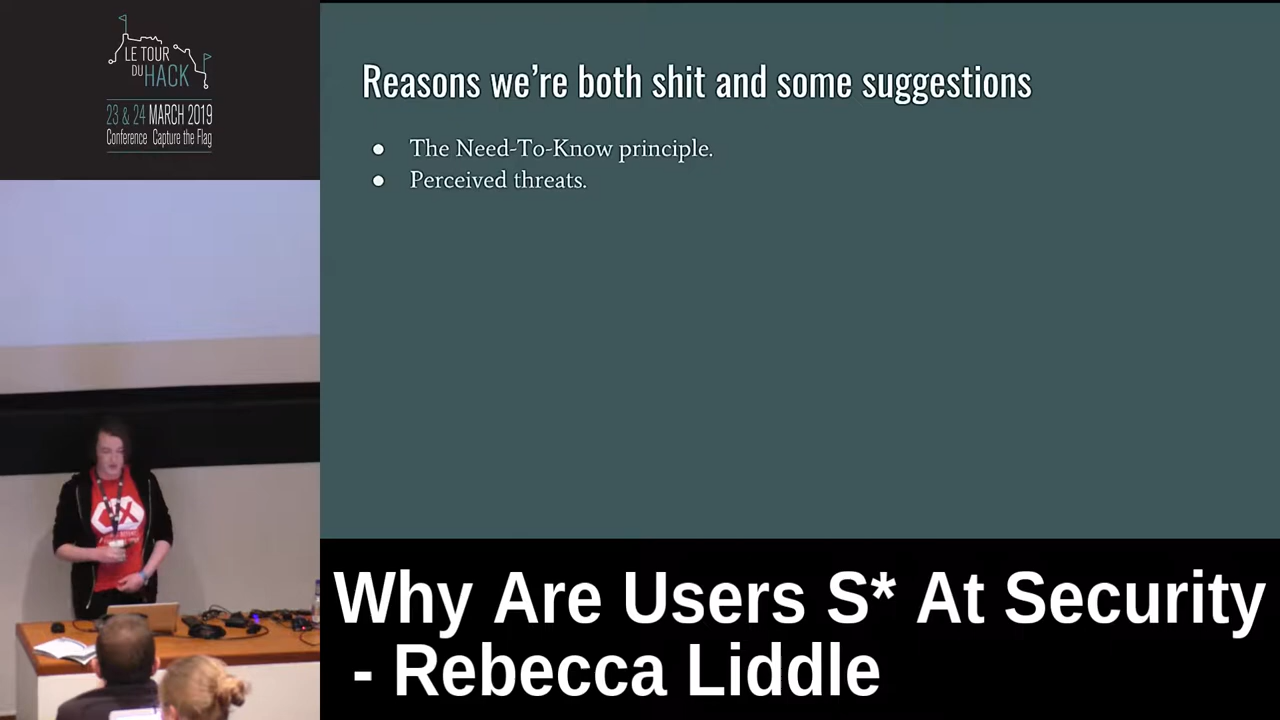 LE TOUR
DU HACK
23 & 24 MARCH 2019
Conference Capture the Flag
Reasons we're both shit and some suggestions
● The Need-To-Know principle.
● Perceived threats.
Why Are Users S* At Security
- Rebecca Liddle